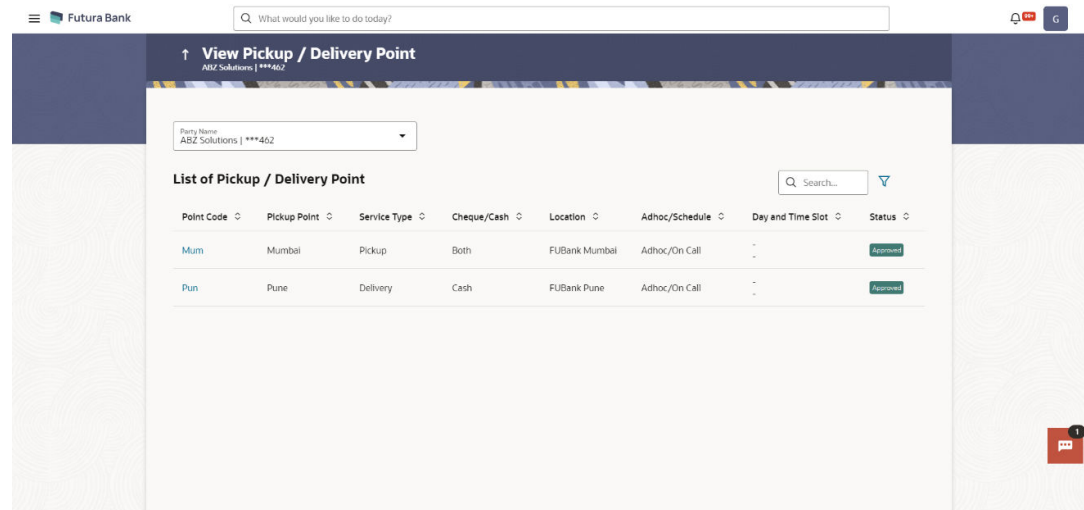 Futura Bank
What would you like to do today?
99+
G
↑ View Pickup / Delivery Point
ABZ Solutions | ***462
Party Name
ABZ Solutions | ***462
List of Pickup / Delivery Point
Search...
Point Code Pickup Point Service Type Cheque/Cash Location Adhoc/Schedule Day and Time Slot Status
Mum Mumbai Pickup Both FUBank Mumbai Adhoc/On Call - - Approved
Pun Pune Delivery Cash FUBank Pune Adhoc/On Call - - Approved
1